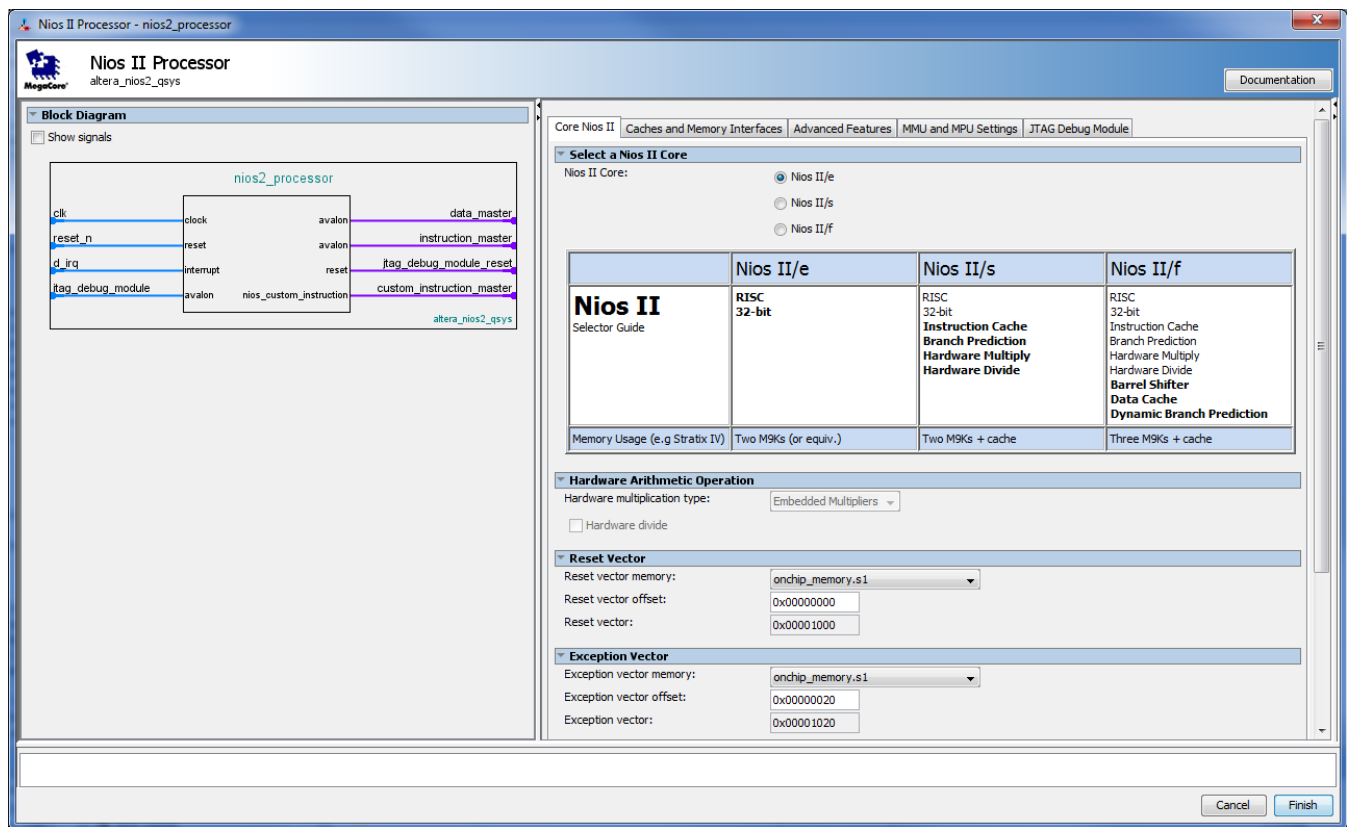 Nios II Processor - nios2_processor
MegaCore®
Nios II Processor
altera_nios2_qsys
Documentation
Block Diagram
Show signals
nios2_processor
clk
reset_n
d_irq
jtag_debug_module
clock
reset
interrupt
avalon
avalon
avalon
reset
nios_custom_instruction
data_master
instruction_master
jtag_debug_module_reset
custom_instruction_master
altera_nios2_qsys
Core Nios II Caches and Memory Interfaces Advanced Features MMU and MPU Settings JTAG Debug Module
Select a Nios II Core
Nios II Core:
Nios II/e
Nios II/s
Nios II/f
Nios II/e Nios II/s Nios II/f
Nios II
Selector Guide
RISC
32-bit
RISC
32-bit
Instruction Cache
Branch Prediction
Hardware Multiply
Hardware Divide
RISC
32-bit
Instruction Cache
Branch Prediction
Hardware Multiply
Hardware Divide
Barrel Shifter
Data Cache
Dynamic Branch Prediction
Memory Usage (e.g Stratix IV) Two M9Ks (or equiv.) Two M9Ks + cache Three M9Ks + cache
Hardware Arithmetic Operation
Hardware multiplication type: Embedded Multipliers
Hardware divide
Reset Vector
Reset vector memory: onchip_memory.s1
Reset vector offset: 0x00000000
Reset vector: 0x00001000
Exception Vector
Exception vector memory: onchip_memory.s1
Exception vector offset: 0x00000020
Exception vector: 0x00001020
Cancel Finish